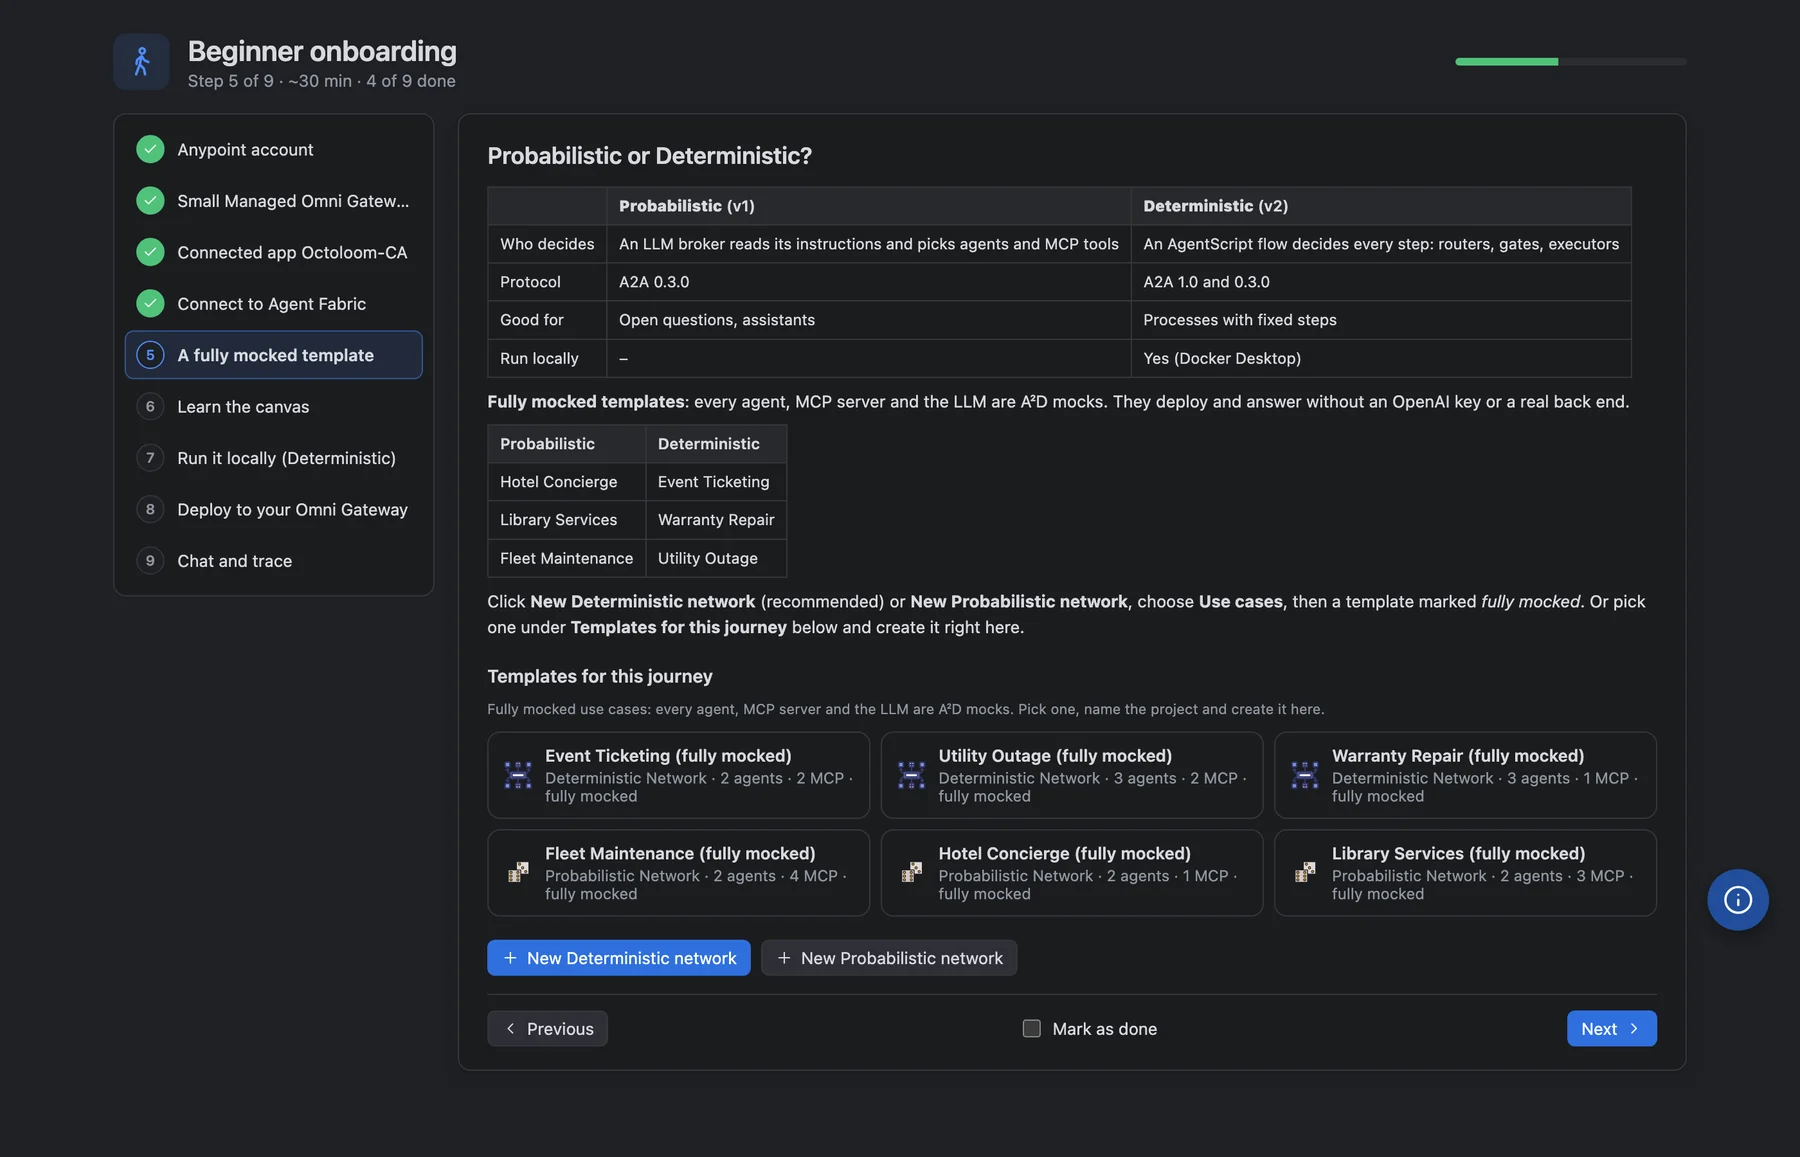 Beginner onboarding
Step 5 of 9 · ~30 min · 4 of 9 done
Anypoint account
Small Managed Omni Gatew...
Connected app Octoloom-CA
Connect to Agent Fabric
5 A fully mocked template
6 Learn the canvas
7 Run it locally (Deterministic)
8 Deploy to your Omni Gateway
9 Chat and trace
Probabilistic or Deterministic?
Probabilistic (v1) Deterministic (v2)
Who decides An LLM broker reads its instructions and picks agents and MCP tools An AgentScript flow decides every step: routers, gates, executors
Protocol A2A 0.3.0 A2A 1.0 and 0.3.0
Good for Open questions, assistants Processes with fixed steps
Run locally – Yes (Docker Desktop)
Fully mocked templates: every agent, MCP server and the LLM are A²D mocks. They deploy and answer without an OpenAI key or a real back end.
Probabilistic Deterministic
Hotel Concierge Event Ticketing
Library Services Warranty Repair
Fleet Maintenance Utility Outage
Click New Deterministic network (recommended) or New Probabilistic network, choose Use cases, then a template marked fully mocked. Or pick
one under Templates for this journey below and create it right here.
Templates for this journey
Fully mocked use cases: every agent, MCP server and the LLM are A²D mocks. Pick one, name the project and create it here.
Event Ticketing (fully mocked)
Deterministic Network · 2 agents · 2 MCP ·
fully mocked
Utility Outage (fully mocked)
Deterministic Network · 3 agents · 2 MCP ·
fully mocked
Warranty Repair (fully mocked)
Deterministic Network · 3 agents · 1 MCP ·
fully mocked
Fleet Maintenance (fully mocked)
Probabilistic Network · 2 agents · 4 MCP ·
fully mocked
Hotel Concierge (fully mocked)
Probabilistic Network · 2 agents · 1 MCP ·
fully mocked
Library Services (fully mocked)
Probabilistic Network · 2 agents · 3 MCP ·
fully mocked
+ New Deterministic network
+ New Probabilistic network
Previous
Mark as done
Next